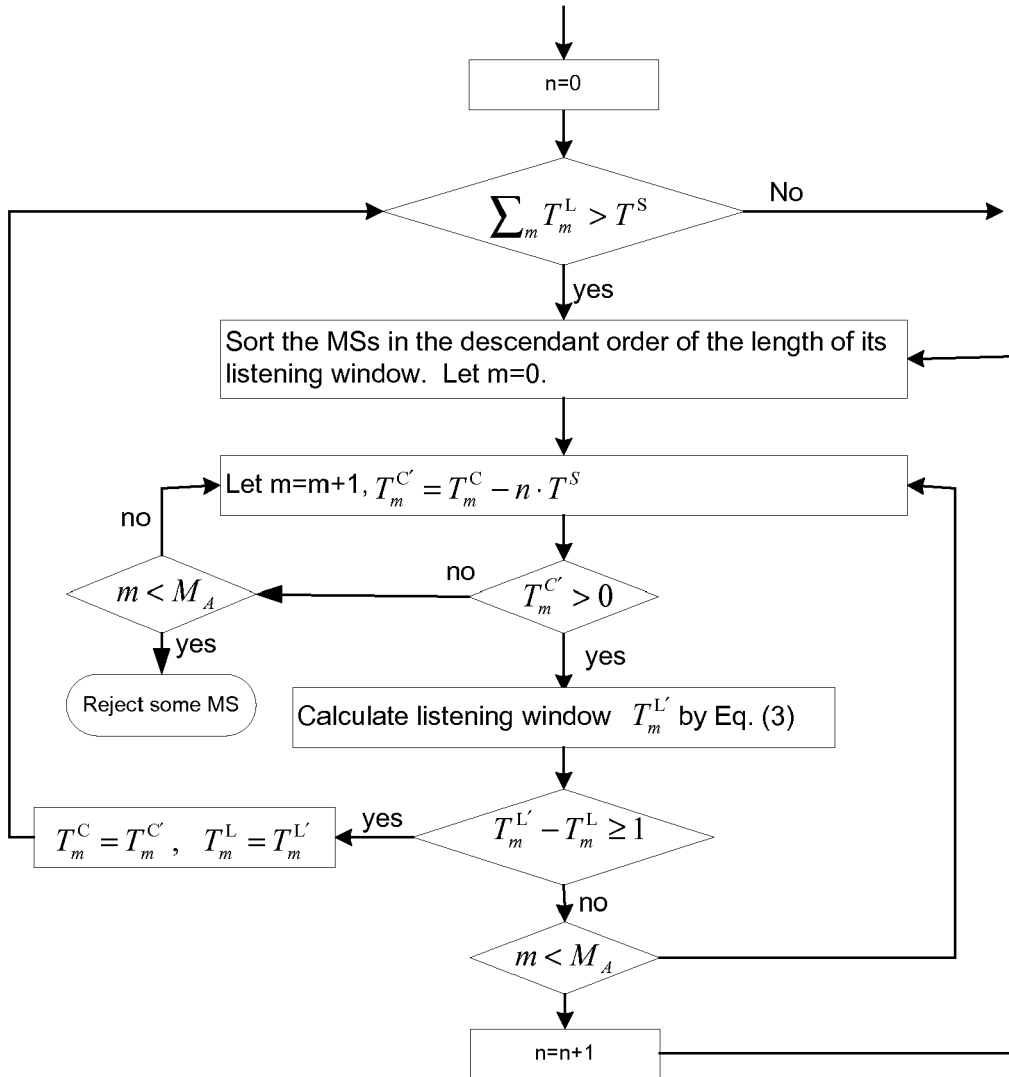 n=0
∑ₘ Tₘᴸ > Tˢ
No
yes
Sort the MSs in the descendant order of the length of its
listening window. Let m=0.
Let m=m+1, Tₘᶜ′ = Tₘᶜ − n · Tˢ
no
m < M_A
no
Tₘᶜ′ > 0
yes
yes
Reject some MS
Calculate listening window Tₘᴸ′ by Eq. (3)
Tₘᶜ = Tₘᶜ′, Tₘᴸ = Tₘᴸ′
yes
Tₘᴸ′ − Tₘᴸ ≥ 1
no
m < M_A
n=n+1